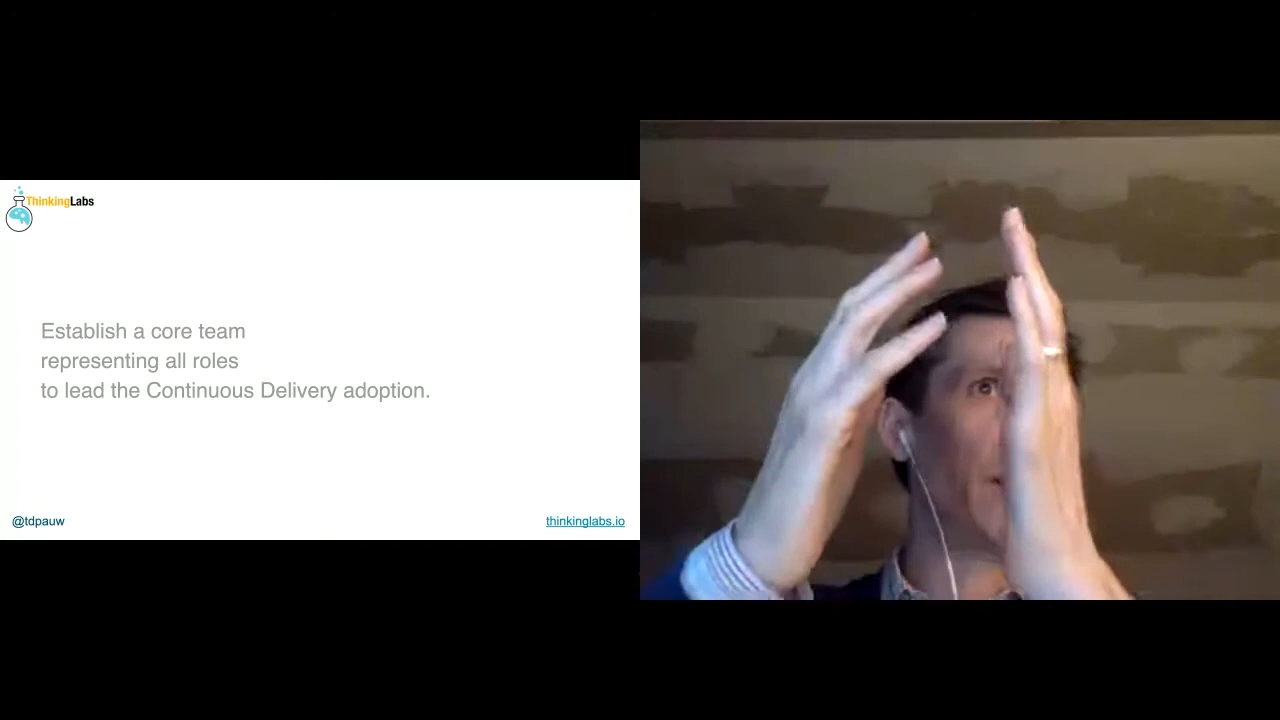 ThinkingLabs
Establish a core team
representing all roles
to lead the Continuous Delivery adoption.
@tdpauw
thinkinglabs.io